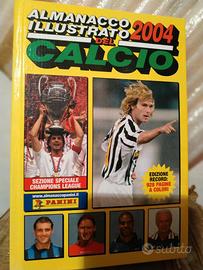 ALMANACCO
ILLUSTRATO 2004
DEL
CALCIO
SEZIONE SPECIALE
CHAMPIONS LEAGUE
www.almanaccopanini.it
PANINI
EDIZIONE
RECORD:
928 PAGINE
A COLORI
subito